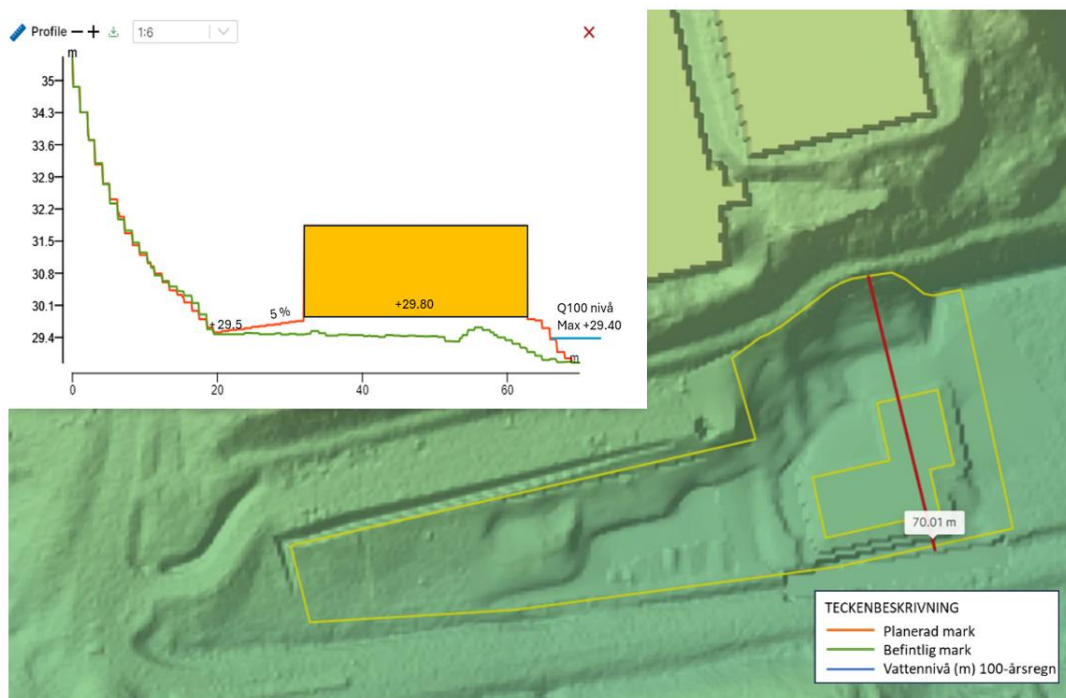 Profile
1:6
m
35
34.3
33.6
32.9
32.2
31.5
30.8
30.1
29.4
+29.5
5 %
+29.80
Q100 nivå
Max +29.40
m
0
20
40
60
70.01 m
TECKENBESKRIVNING
Planerad mark
Befintlig mark
Vattennivå (m) 100-årsregn